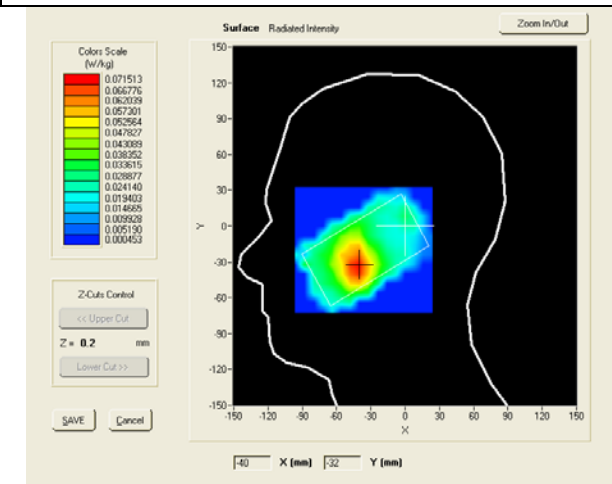 Surface Radiated Intensity
Zoom In/Out
Colors Scale
(W/kg)
0.071513
0.066776
0.062039
0.057301
0.052564
0.047827
0.043089
0.038352
0.033615
0.028877
0.024140
0.019403
0.014665
0.009928
0.005190
0.000453
Z-Cuts Control
<< Upper Cut
Z = 0.2 mm
Lower Cut >>
SAVE Cancel
150-
120-
90-
60-
30-
0-
-30-
-60-
-90-
-120-
-150-
Y
-150 -120 -90 -60 -30 0 30 60 90 120 150
X
-40 X (mm) -32 Y (mm)